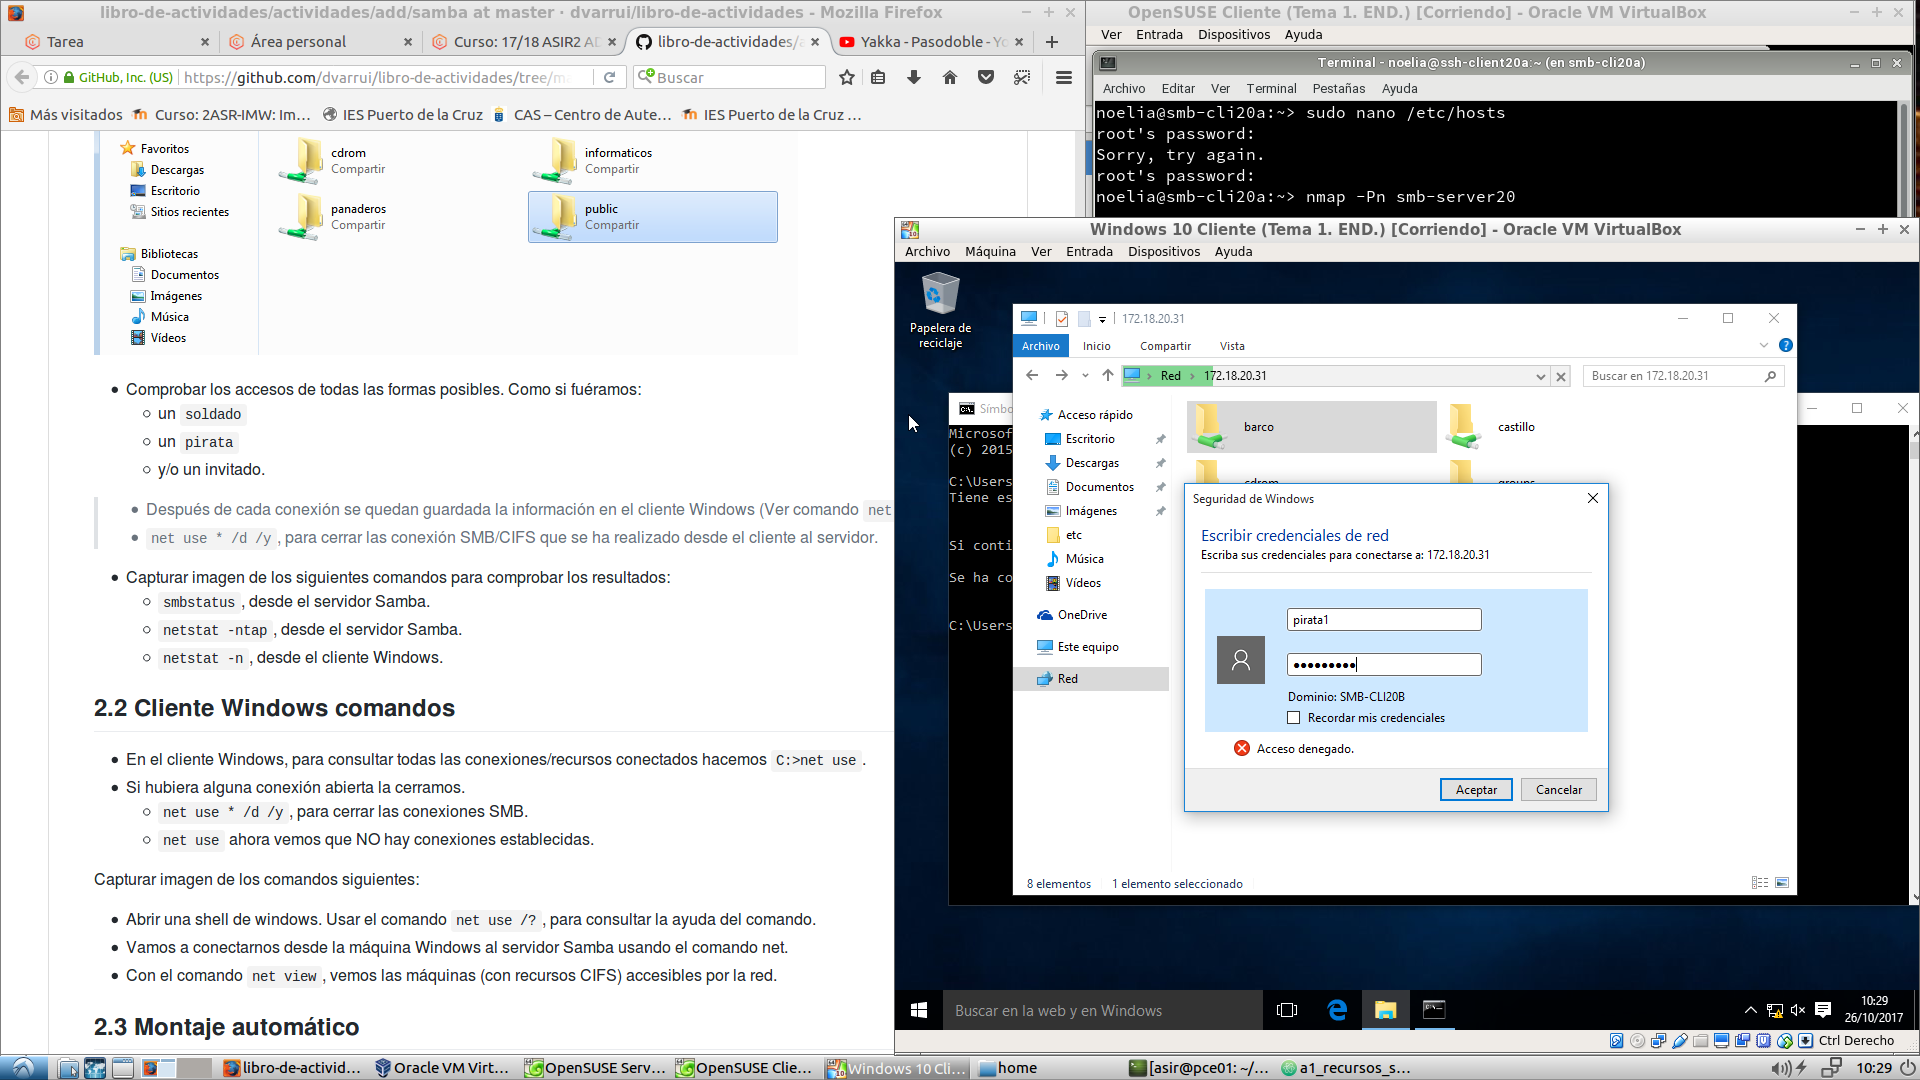 libro-de-actividades/actividades/add/samba at master · dvarrui/libro-de-actividades - Mozilla Firefox
Tarea
Área personal
Curso: 17/18 ASIR2 AD
libro-de-actividades/a
Yakka - Pasodoble - Yo
GitHub, Inc. (US)
https://github.com/dvarrui/libro-de-actividades/tree/ma
Buscar
Más visitados
Curso: 2ASR-IMW: Im...
IES Puerto de la Cruz
CAS – Centro de Aute...
IES Puerto de la Cruz ...
Favoritos
Descargas
Escritorio
Sitios recientes
Bibliotecas
Documentos
Imágenes
Música
Vídeos
cdrom
Compartir
informaticos
Compartir
panaderos
Compartir
public
Compartir
Comprobar los accesos de todas las formas posibles. Como si fuéramos:
un soldado
un pirata
y/o un invitado.
Después de cada conexión se quedan guardada la información en el cliente Windows (Ver comando net
net use * /d /y , para cerrar las conexión SMB/CIFS que se ha realizado desde el cliente al servidor.
Capturar imagen de los siguientes comandos para comprobar los resultados:
smbstatus , desde el servidor Samba.
netstat -ntap , desde el servidor Samba.
netstat -n , desde el cliente Windows.
2.2 Cliente Windows comandos
En el cliente Windows, para consultar todas las conexiones/recursos conectados hacemos C:>net use .
Si hubiera alguna conexión abierta la cerramos.
net use * /d /y , para cerrar las conexiones SMB.
net use ahora vemos que NO hay conexiones establecidas.
Capturar imagen de los comandos siguientes:
Abrir una shell de windows. Usar el comando net use /? , para consultar la ayuda del comando.
Vamos a conectarnos desde la máquina Windows al servidor Samba usando el comando net.
Con el comando net view , vemos las máquinas (con recursos CIFS) accesibles por la red.
2.3 Montaje automático
OpenSUSE Cliente (Tema 1. END.) [Corriendo] - Oracle VM VirtualBox
Ver Entrada Dispositivos Ayuda
Terminal - noelia@ssh-client20a:~ (en smb-cli20a)
Archivo Editar Ver Terminal Pestañas Ayuda
noelia@smb-cli20a:~> sudo nano /etc/hosts
root's password:
Sorry, try again.
root's password:
noelia@smb-cli20a:~> nmap -Pn smb-server20
Windows 10 Cliente (Tema 1. END.) [Corriendo] - Oracle VM VirtualBox
Archivo Máquina Ver Entrada Dispositivos Ayuda
Papelera de
reciclaje
Símbo
Microsof
(c) 2015
C:\Users
Tiene es
Si conti
Se ha co
C:\Users
172.18.20.31
Archivo Inicio Compartir Vista
Red 172.18.20.31
Buscar en 172.18.20.31
Acceso rápido
Escritorio
Descargas
Documentos
Imágenes
etc
Música
Vídeos
OneDrive
Este equipo
Red
barco
castillo
cdrom
groups
Seguridad de Windows
Escribir credenciales de red
Escriba sus credenciales para conectarse a: 172.18.20.31
pirata1
•••••••••
Dominio: SMB-CLI20B
Recordar mis credenciales
Acceso denegado.
Aceptar
Cancelar
8 elementos 1 elemento seleccionado
Buscar en la web y en Windows
10:29
26/10/2017
Ctrl Derecho
libro-de-activid...
Oracle VM Virt...
OpenSUSE Serv...
OpenSUSE Clie...
Windows 10 Cli...
home
[asir@pce01: ~/...
a1_recursos_s...
10:29